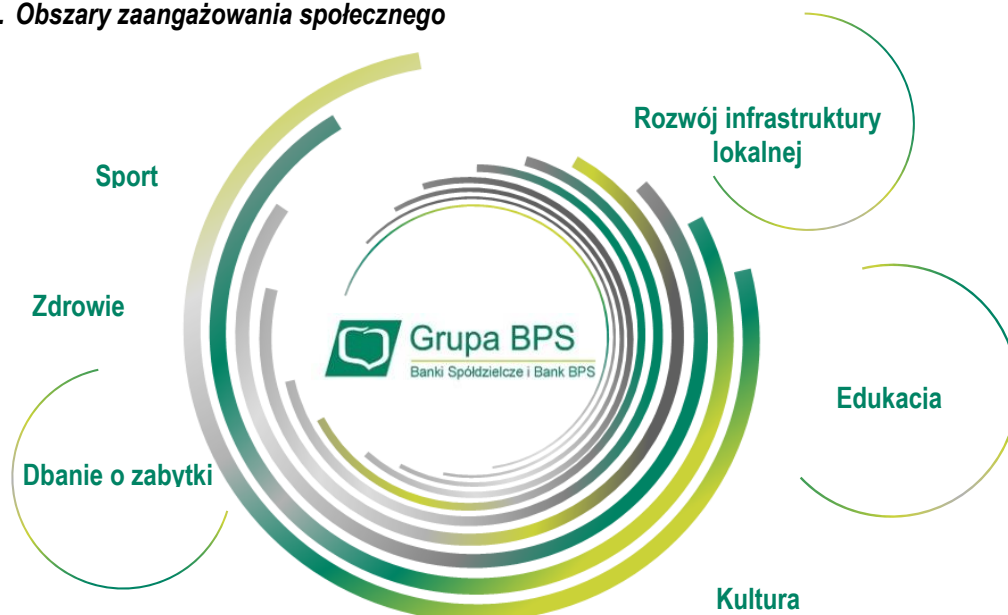 . Obszary zaangażowania społecznego
Rozwój infrastruktury
lokalnej
Sport
Zdrowie
Grupa BPS
Banki Spółdzielcze i Bank BPS
Edukacja
Dbanie o zabytki
Kultura